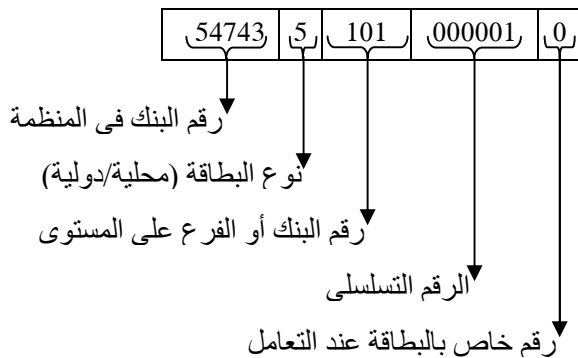 54743 5 101 000001 0
رقم البنك فى المنظمة
نوع البطاقة (محلية/دولية)
رقم البنك أو الفرع على المستوى
الرقم التسلسلى
رقم خاص بالبطاقة عند التعامل